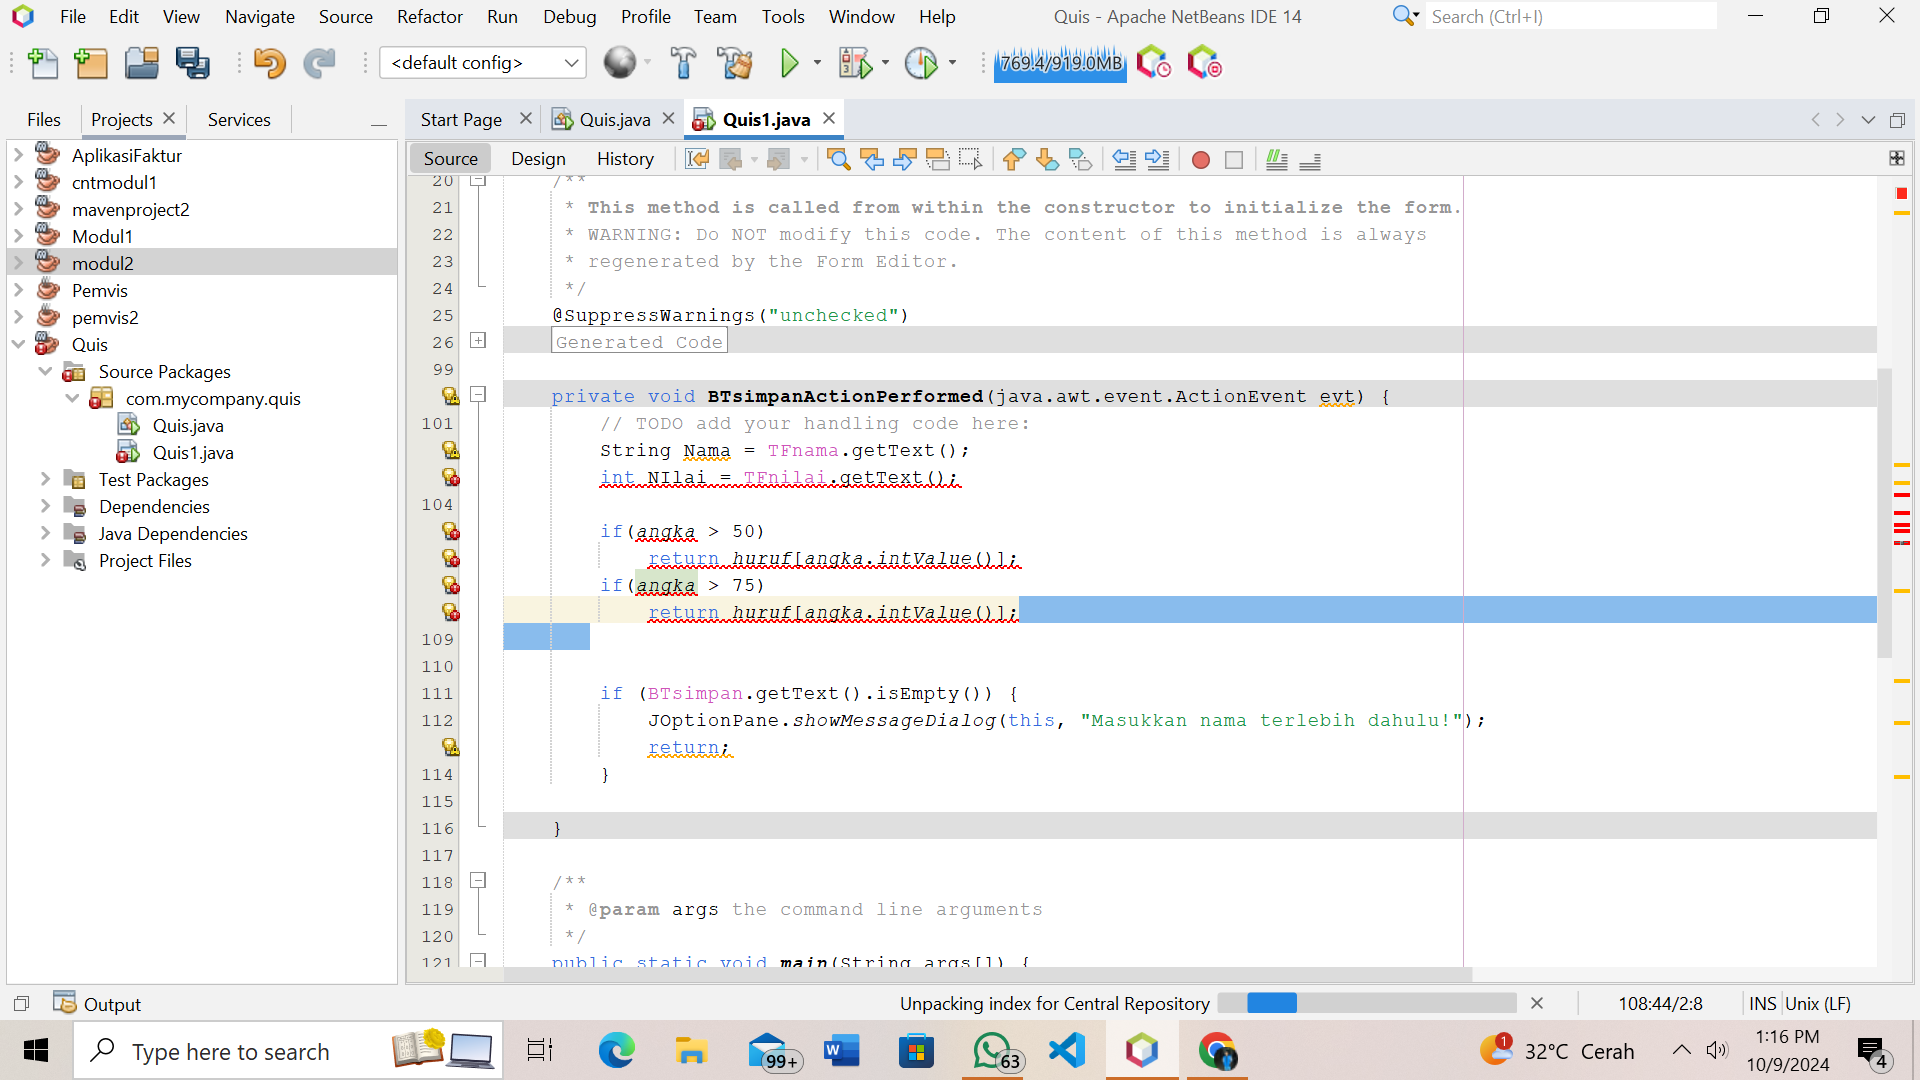 File Edit View Navigate Source Refactor Run Debug Profile Team Tools Window Help Quis - Apache NetBeans IDE 14 Search (Ctrl+I)
<default config> 769.4/919.0MB
Files Projects Services Start Page Quis.java Quis1.java
Source Design History
AplikasiFaktur
cntmodul1
mavenproject2
Modul1
modul2
Pemvis
pemvis2
Quis
Source Packages
com.mycompany.quis
Quis.java
Quis1.java
Test Packages
Dependencies
Java Dependencies
Project Files
20 /**
21 * This method is called from within the constructor to initialize the form.
22 * WARNING: Do NOT modify this code. The content of this method is always
23 * regenerated by the Form Editor.
24 */
25 @SuppressWarnings("unchecked")
26 Generated Code
99
private void BTsimpanActionPerformed(java.awt.event.ActionEvent evt) {
101 // TODO add your handling code here:
String Nama = TFnama.getText();
int NIlai = TFnilai.getText();
104
if(angka > 50)
return huruf[angka.intValue()];
if(angka > 75)
return huruf[angka.intValue()];
109
110
111 if (BTsimpan.getText().isEmpty()) {
112 JOptionPane.showMessageDialog(this, "Masukkan nama terlebih dahulu!");
return;
114 }
115
116 }
117
118 /**
119 * @param args the command line arguments
120 */
121 public static void main(String args[]) {
Output Unpacking index for Central Repository 108:44/2:8 INS Unix (LF)
Type here to search 99+ W 63 1 32°C Cerah 1:16 PM
10/9/2024 4